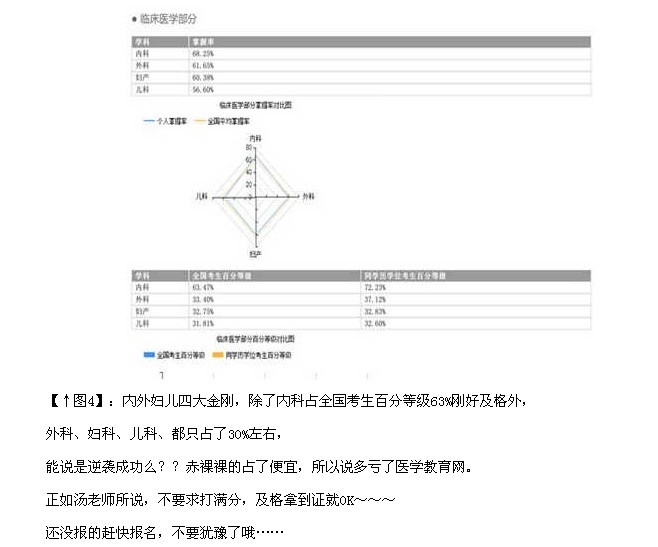 ● 临床医学部分
学科 掌握率
内科 68.25%
外科 61.65%
妇产 60.38%
儿科 56.60%
临床医学部分掌握率对比图
个人掌握率 全国平均掌握率
内科
80
60
40
20
0
儿科 外科
妇产
学科 全国考生百分等级 同学历学位考生百分等级
内科 63.47% 72.23%
外科 33.40% 37.12%
妇产 32.75% 32.83%
儿科 31.81% 32.60%
临床医学部分百分等级对比图
全国考生百分等级 同学历学位考生百分等级
【↑图4】：内外妇儿四大金刚，除了内科占全国考生百分等级63%刚好及格外，
外科、妇科、儿科、都只占了30%左右，
能说是逆袭成功么？？赤裸裸的占了便宜，所以说多亏了医学教育网。
正如汤老师所说，不要求打满分，及格拿到证就OK～～～
还没报的赶快报名，不要犹豫了哦……